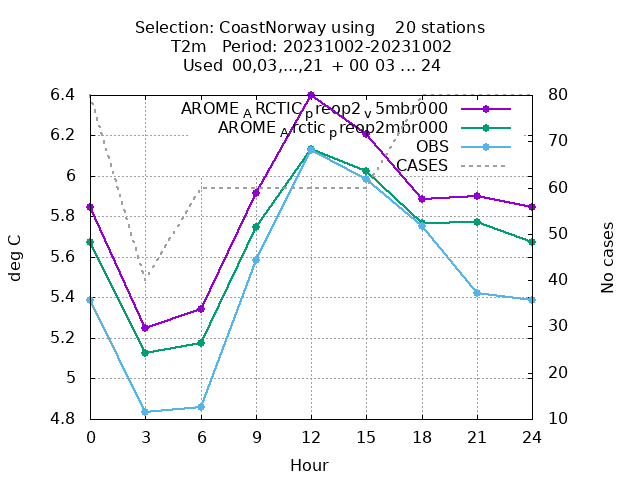 Selection: CoastNorway using    20 stations
T2m   Period: 20231002-20231002
Used  00,03,...,21  + 00 03 ... 24
6.4
6.2
6
5.8
5.6
5.4
5.2
5
4.8
deg C
AROME_ARCTIC_preop2_v5mbr000
AROME_Arctic_preop2mbr000
OBS
CASES
80
70
60
50
40
30
20
10
No cases
0 3 6 9 12 15 18 21 24
Hour